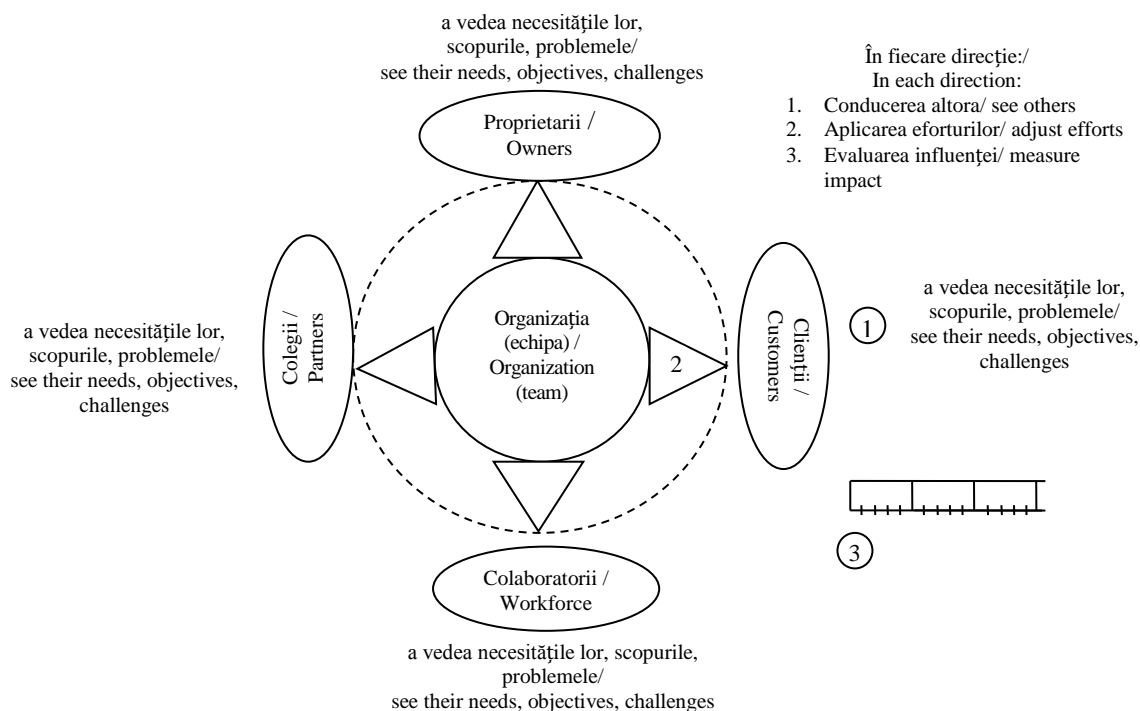 a vedea necesitățile lor,
scopurile, problemele/
see their needs, objectives, challenges
În fiecare direcție:/
In each direction:
1. Conducerea altora/ see others
2. Aplicarea eforturilor/ adjust efforts
3. Evaluarea influenței/ measure
impact
Proprietarii /
Owners
a vedea necesitățile lor,
scopurile, problemele/
see their needs, objectives,
challenges
Colegii /
Partners
Organizația
(echipa) /
Organization
(team)
2
Clienții /
Customers
1
a vedea necesitățile lor,
scopurile, problemele/
see their needs, objectives,
challenges
3
Colaboratorii /
Workforce
a vedea necesitățile lor, scopurile,
problemele/
see their needs, objectives, challenges